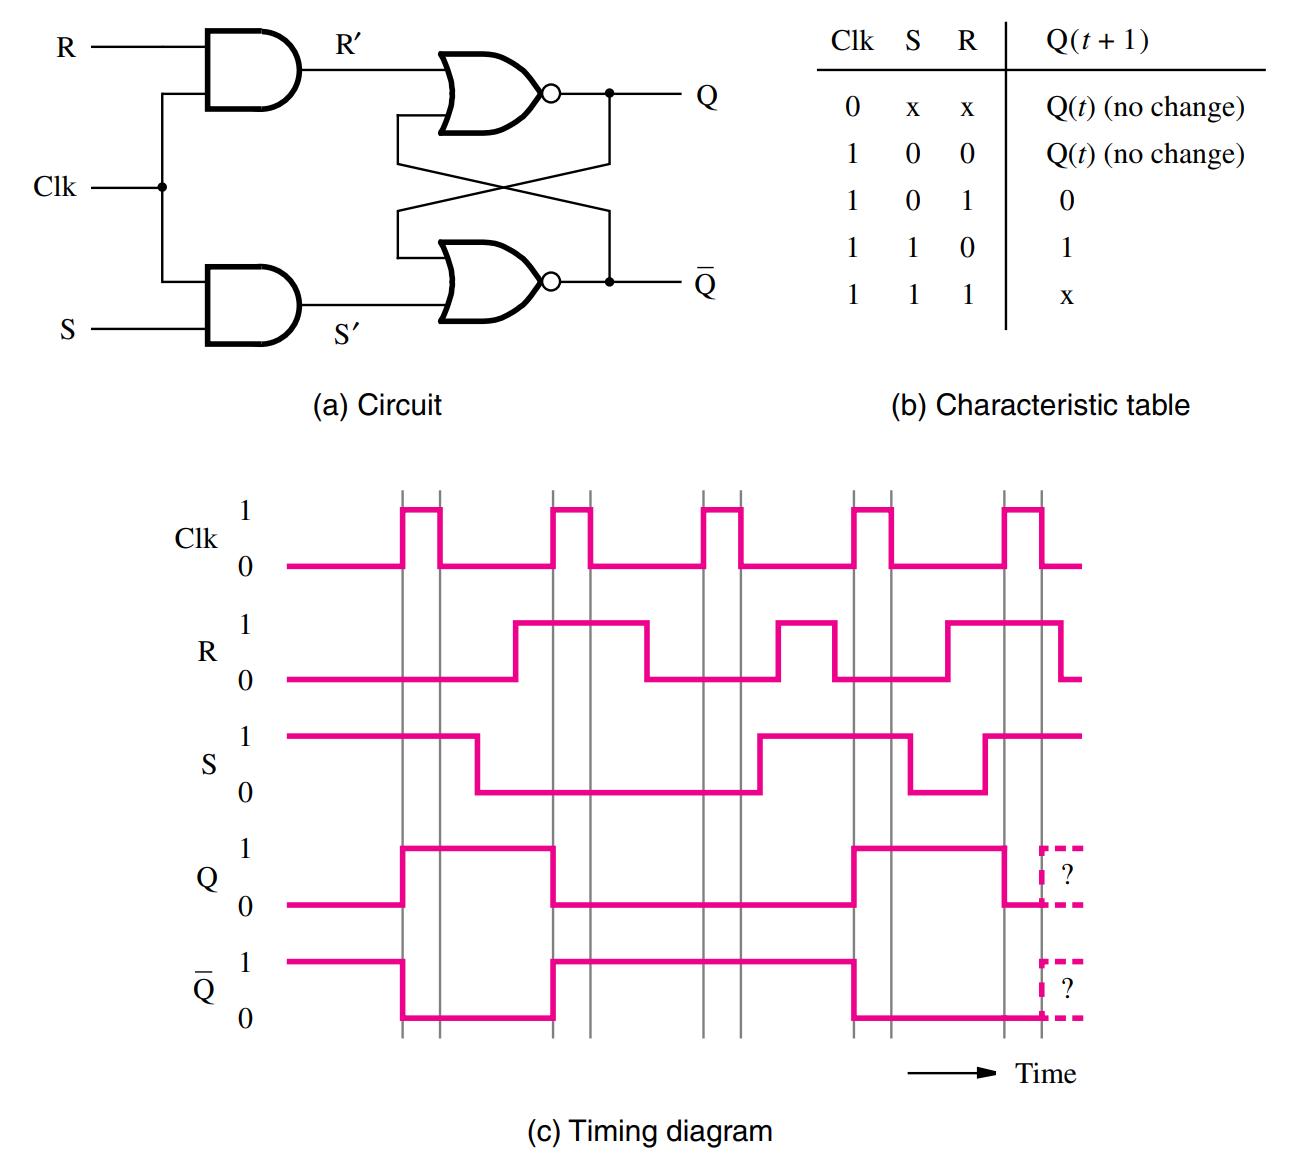 R
R′
Q
Clk
S
S′
Q̅
(a) Circuit
Clk S R Q(t + 1)
0 x x Q(t) (no change)
1 0 0 Q(t) (no change)
1 0 1 0
1 1 0 1
1 1 1 x
(b) Characteristic table
Clk 1 0
R 1 0
S 1 0
Q 1 0 ?
Q̅ 1 0 ?
Time
(c) Timing diagram